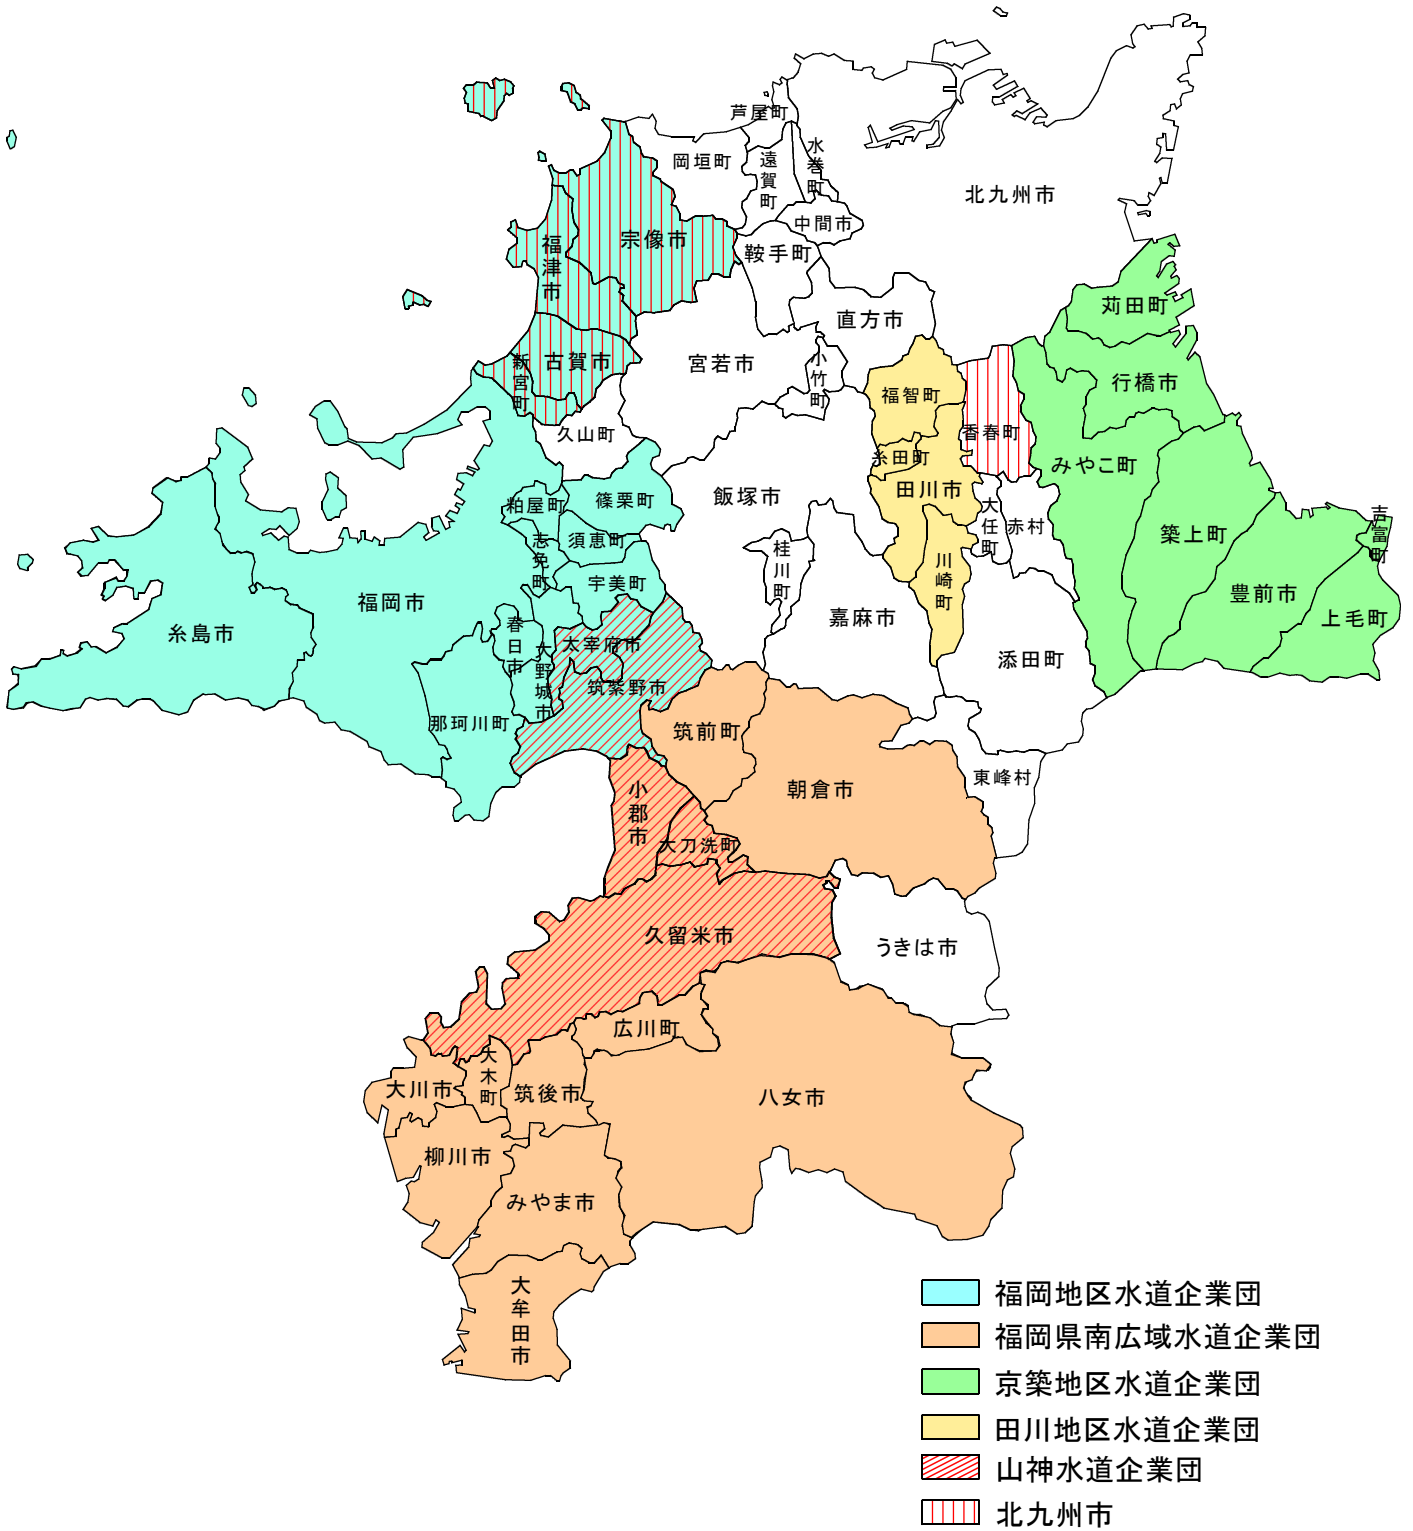 芦屋町
水巻町
岡垣町
遠賀町
北九州市
中間市
宗像市
鞍手町
福津市
苅田町
直方市
古賀市
新宮町
宮若市
小竹町
行橋市
福智町
香春町
久山町
糸田町
みやこ町
田川市
飯塚市
篠栗町
粕屋町
大任町
赤村
築上町
吉富町
志免町
須恵町
桂川町
宇美町
川崎町
福岡市
豊前市
糸島市
嘉麻市
上毛町
春日市
太宰府市
大野城市
添田町
筑紫野市
那珂川町
筑前町
東峰村
朝倉市
小郡市
大刀洗町
久留米市
うきは市
広川町
大木町
大川市
筑後市
八女市
柳川市
みやま市
大牟田市
福岡地区水道企業団
福岡県南広域水道企業団
京築地区水道企業団
田川地区水道企業団
山神水道企業団
北九州市